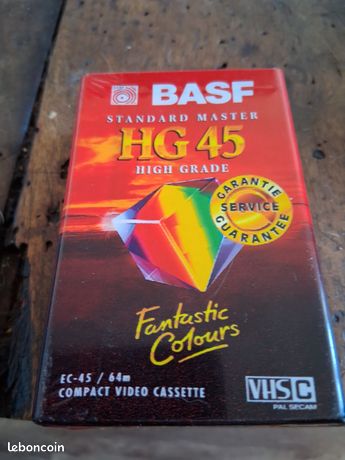 BASF
STANDARD MASTER
HG 45
HIGH GRADE
GARANTIE
SERVICE
GUARANTEE
Fantastic
Colours
EC-45 / 64m
COMPACT VIDEO CASSETTE
VHS C
PAL SECAM
leboncoin